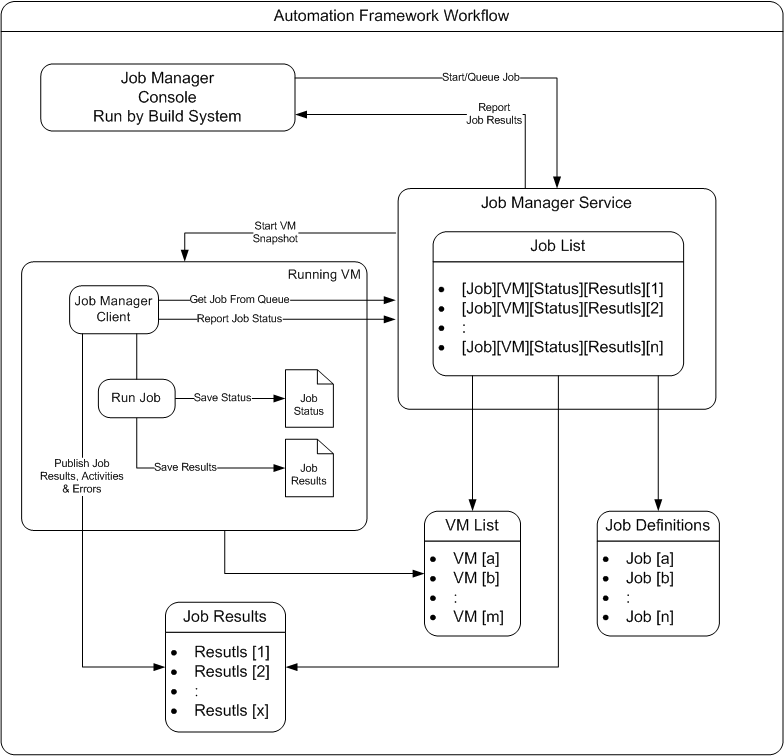 Automation Framework Workflow
Job Manager
Console
Run by Build System
Start/Queue Job
Report
Job Results
Job Manager Service
Start VM
Snapshot
Job List
• [Job][VM][Status][Resutls][1]
• [Job][VM][Status][Resutls][2]
• :
• [Job][VM][Status][Resutls][n]
Running VM
Job Manager
Client
Get Job From Queue
Report Job Status
Run Job
Save Status
Job
Status
Save Results
Job
Results
Publish Job
Results, Activities
& Errors
VM List
• VM [a]
• VM [b]
• :
• VM [m]
Job Definitions
• Job [a]
• Job [b]
• :
• Job [n]
Job Results
• Resutls [1]
• Resutls [2]
• :
• Resutls [x]